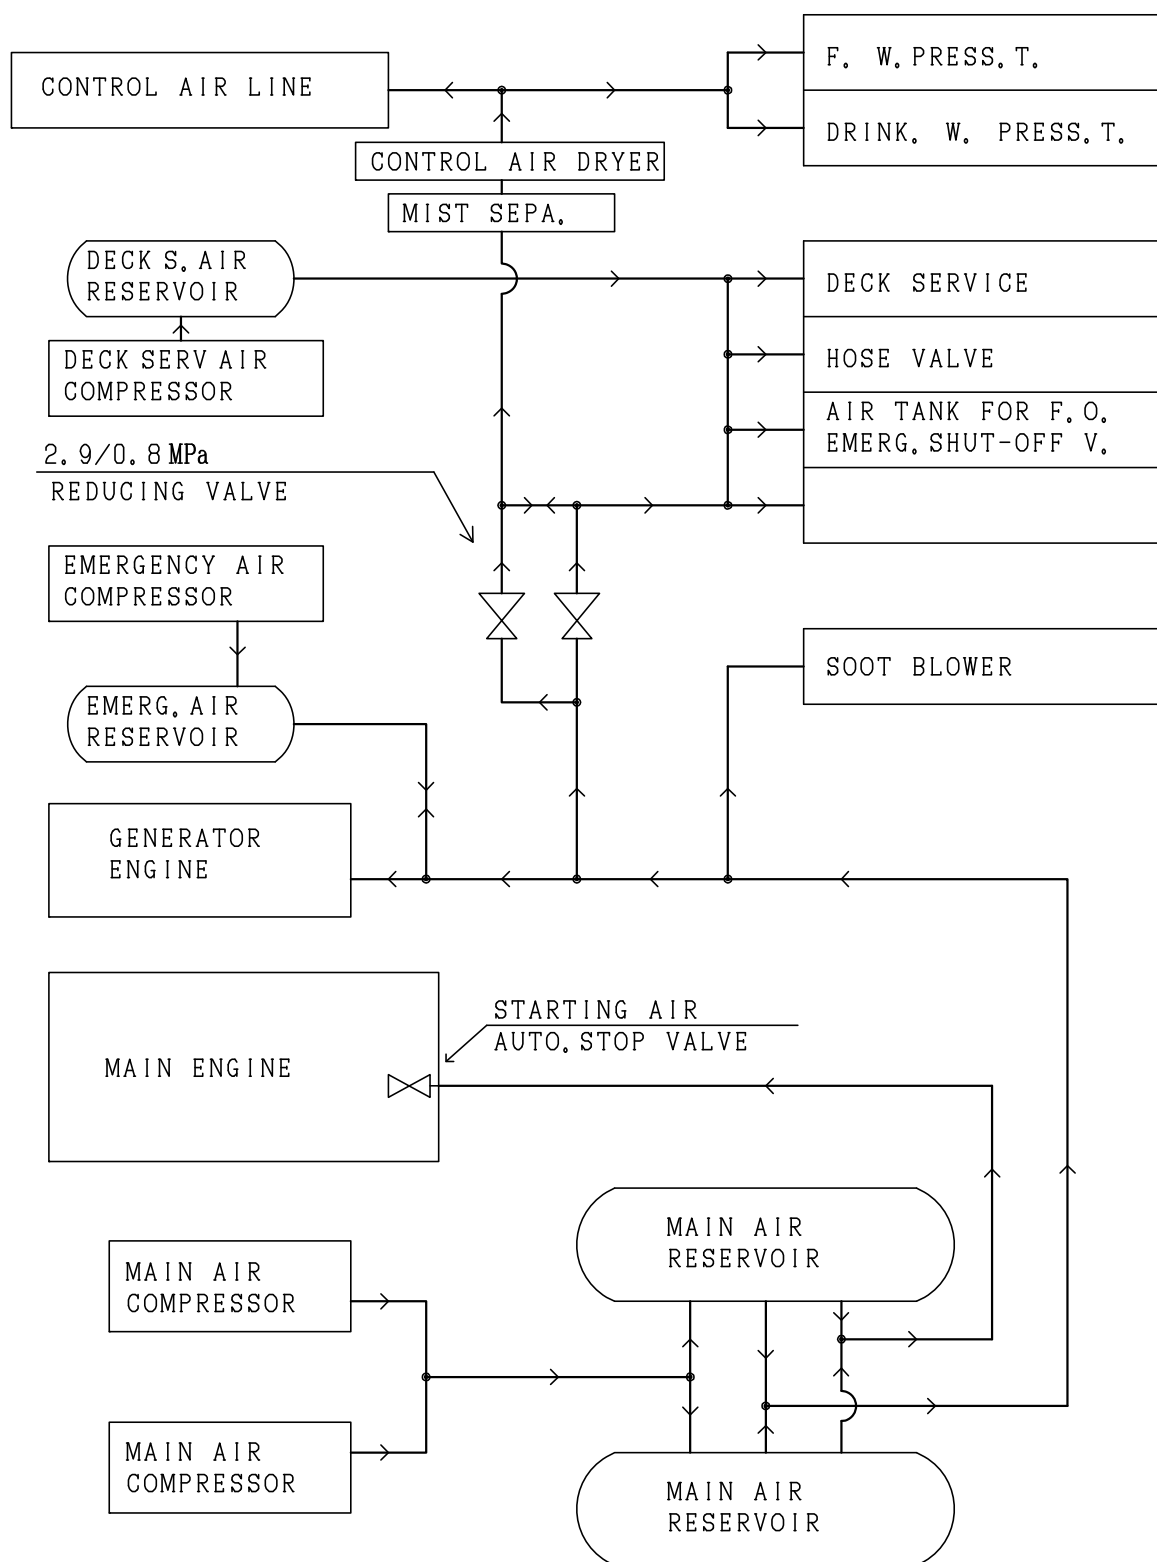 F. W. PRESS. T.
CONTROL AIR LINE
DRINK. W. PRESS. T.
CONTROL AIR DRYER
MIST SEPA.
DECK S. AIR
RESERVOIR
DECK SERVICE
DECK SERV AIR
COMPRESSOR
HOSE VALVE
AIR TANK FOR F.O.
EMERG. SHUT-OFF V.
2.9/0.8 MPa
REDUCING VALVE
EMERGENCY AIR
COMPRESSOR
SOOT BLOWER
EMERG. AIR
RESERVOIR
GENERATOR
ENGINE
STARTING AIR
AUTO. STOP VALVE
MAIN ENGINE
MAIN AIR
RESERVOIR
MAIN AIR
COMPRESSOR
MAIN AIR
COMPRESSOR
MAIN AIR
RESERVOIR